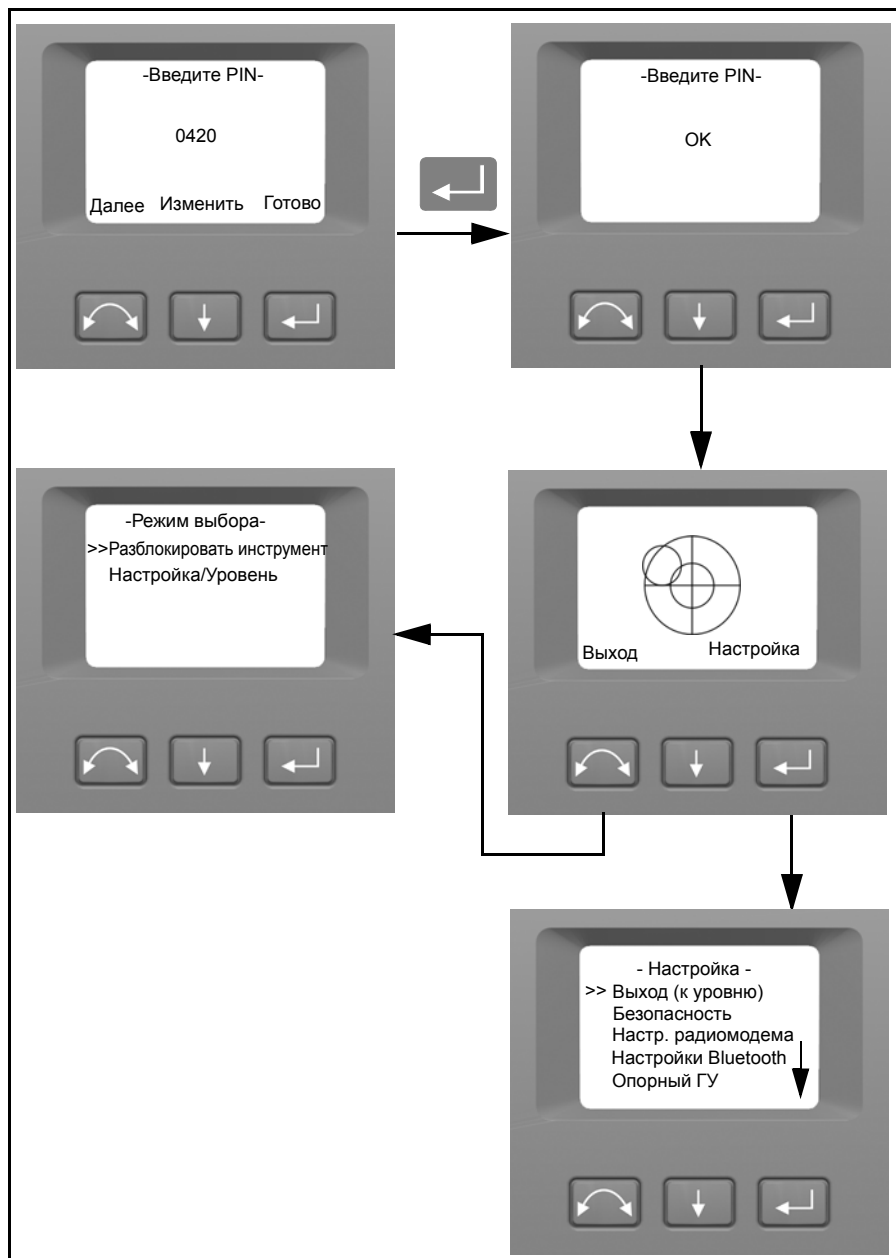 -Введите PIN-
0420
Далее Изменить Готово
-Введите PIN-
OK
-Режим выбора-
>>Разблокировать инструмент
Настройка/Уровень
Выход Настройка
- Настройка -
>> Выход (к уровню)
Безопасность
Настр. радиомодема
Настройки Bluetooth
Опорный ГУ